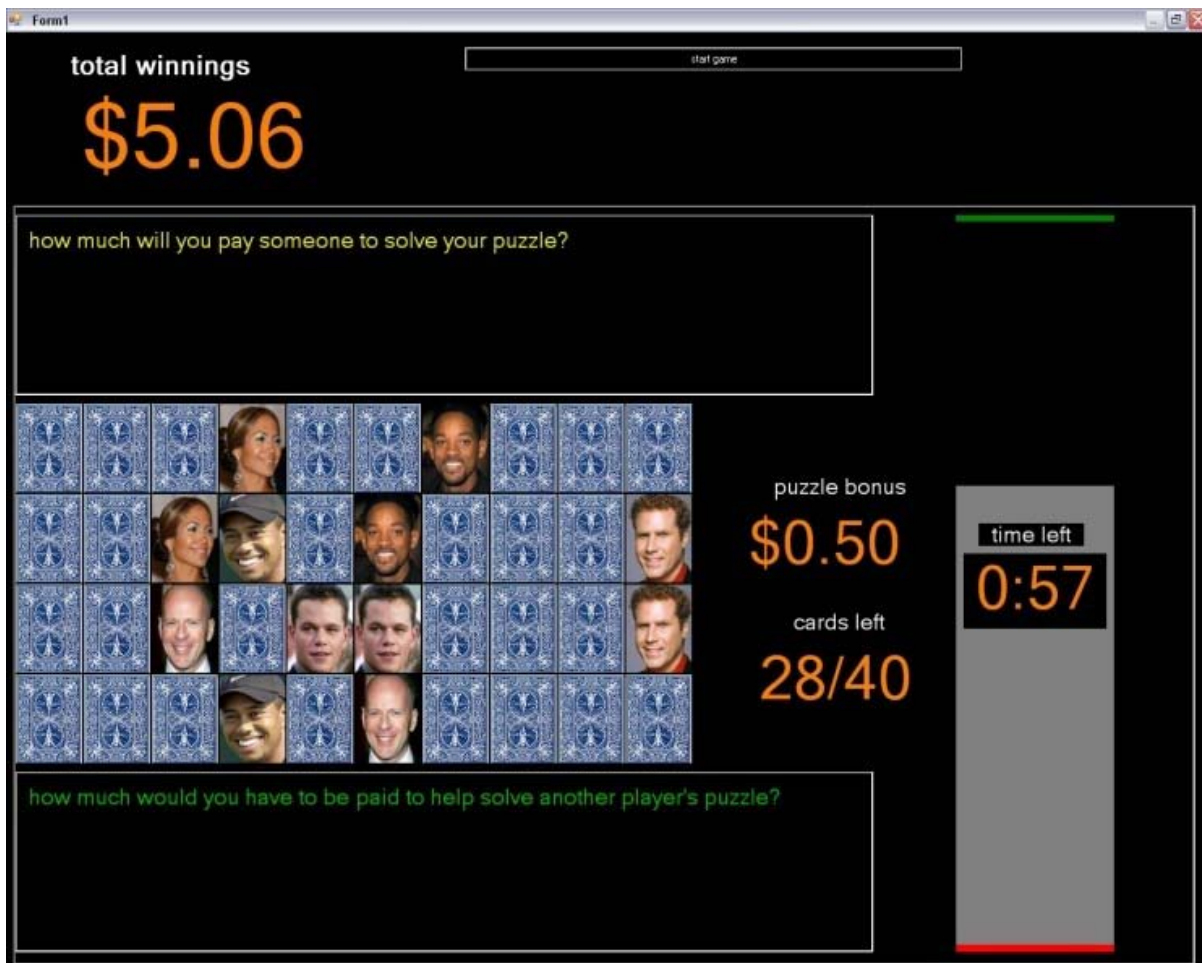 Form1
total winnings
start game
$5.06
how much will you pay someone to solve your puzzle?
puzzle bonus
$0.50
time left
0:57
cards left
28/40
how much would you have to be paid to help solve another player's puzzle?